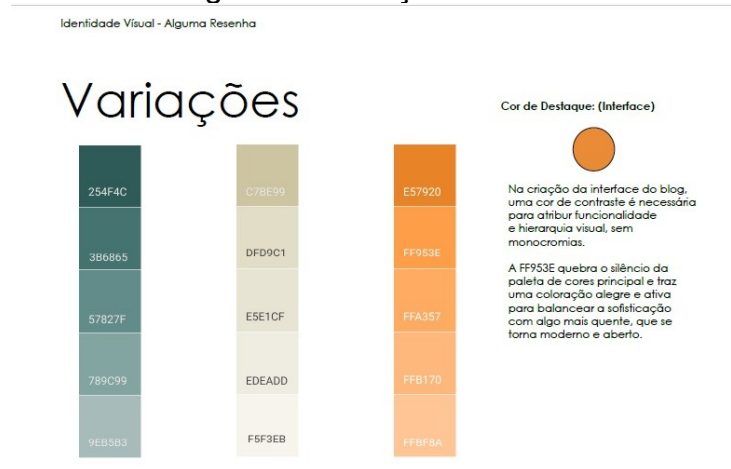 Identidade Vísual - Alguma Resenha
Variações
254F4C
3B6865
57827F
789C99
9EB5B3
C7BE99
DFD9C1
E5E1CF
EDEADD
F5F3EB
E57920
FF953E
FFA357
FFB170
FFBF8A
Cor de Destaque: (Interface)
Na criação da interface do blog,
uma cor de contraste é necessária
para atribur funcionalidade
e hierarquia visual, sem
monocromias.
A FF953E quebra o silêncio da
paleta de cores principal e traz
uma coloração alegre e ativa
para balancear a sofisticação
com algo mais quente, que se
torna moderno e aberto.